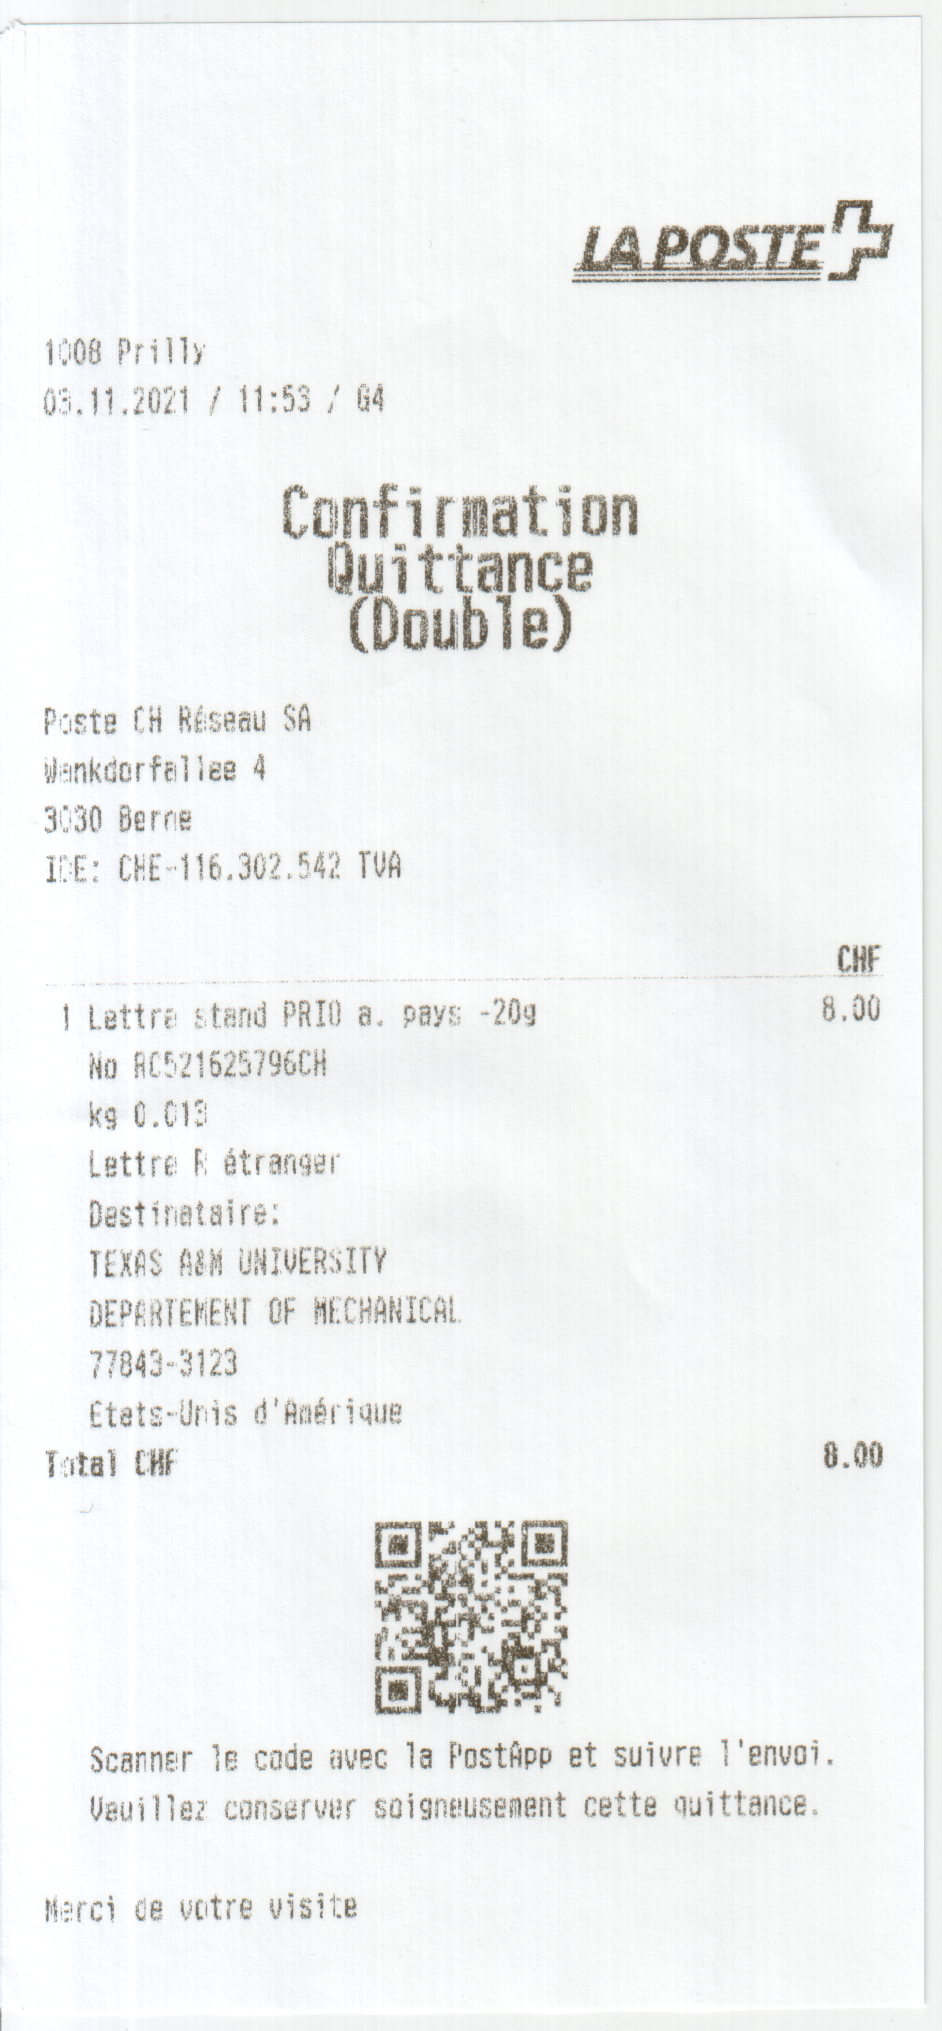 LA POSTE
1008 Prilly
03.11.2021 / 11:53 / G4
Confirmation
Quittance
(Double)
Poste CH Réseau SA
Wankdorfallee 4
3030 Berne
IDE: CHE-116.302.542 TVA
CHF
1 Lettre stand PRIO a. pays -20g 8.00
No RC521625796CH
kg 0.013
Lettre R étranger
Destinataire:
TEXAS A&M UNIVERSITY
DEPARTEMENT OF MECHANICAL
77843-3123
Etats-Unis d'Amérique
Total CHF 8.00
Scanner le code avec la PostApp et suivre l'envoi.
Veuillez conserver soigneusement cette quittance.
Merci de votre visite